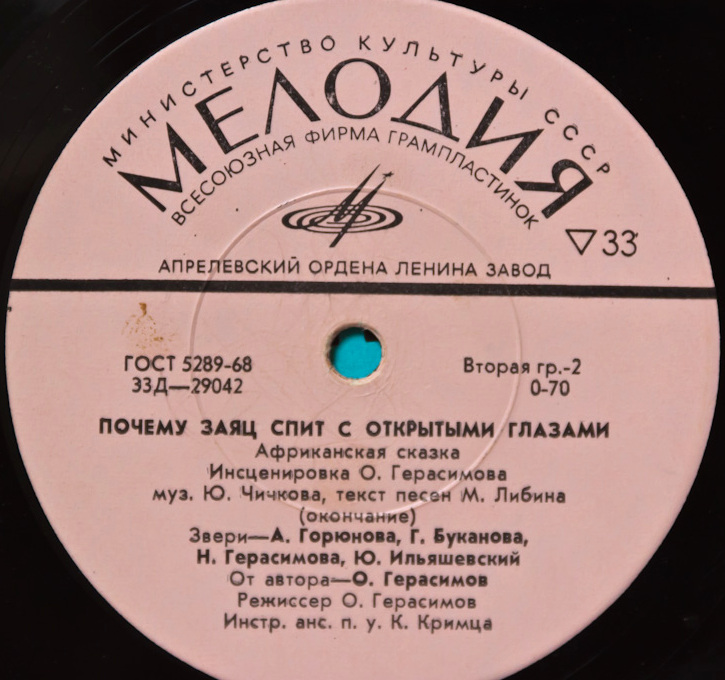 МИНИСТЕРСТВО КУЛЬТУРЫ СССР
МЕЛОДИЯ
ВСЕСОЮЗНАЯ ФИРМА ГРАМПЛАСТИНОК
▽33
АПРЕЛЕВСКИЙ ОРДЕНА ЛЕНИНА ЗАВОД
ГОСТ 5289-68
Вторая гр.-2
33Д—29042
0-70
ПОЧЕМУ ЗАЯЦ СПИТ С ОТКРЫТЫМИ ГЛАЗАМИ
Африканская сказка
Инсценировка О. Герасимова
муз. Ю. Чичкова, текст песен М. Либина
(окончание)
Звери—А. Горюнова, Г. Буканова,
Н. Герасимова, Ю. Ильяшевский
От автора—О. Герасимов
Режиссер О. Герасимов
Инстр. анс. п. у. К. Кримца